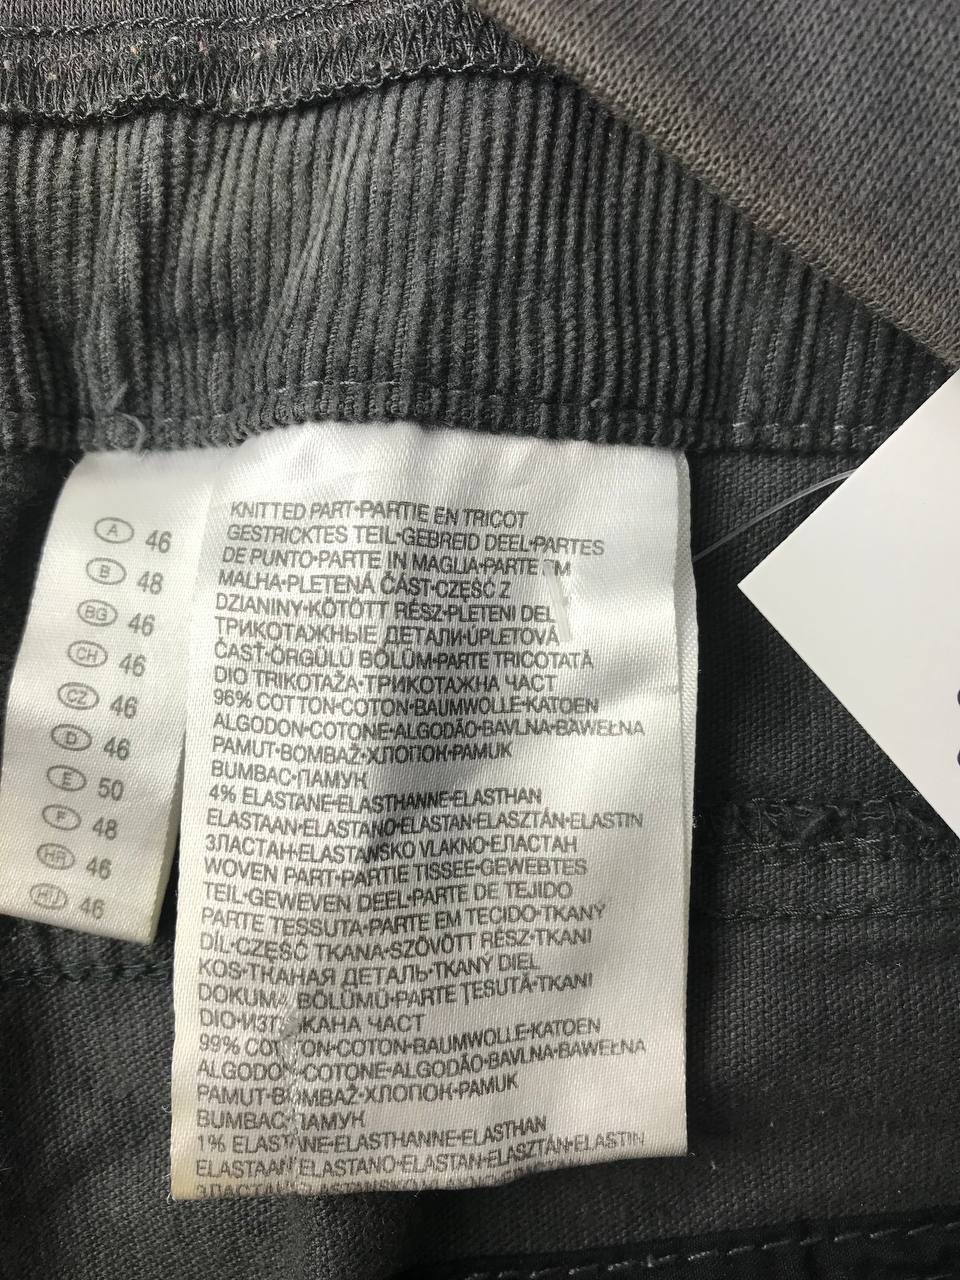 A 46
B 48
BG 46
CH 46
CZ 46
D 46
E 50
F 48
HR 46
HU 46
KNITTED PART•PARTIE EN TRICOT
GESTRICKTES TEIL•GEBREID DEEL•PARTES
DE PUNTO•PARTE IN MAGLIA•PARTE EM
MALHA•PLETENÁ ČÁST•CZĘŚĆ Z
DZIANINY•KÖTÖTT RÉSZ•PLETENI DEL
ТРИКОТАЖНЫЕ ДЕТАЛИ•ÚPLETOVÁ
ČASŤ•ÖRGÜLÜ BÖLÜM•PARTE TRICOTATĂ
DIO TRIKOTAŽA•ТРИКОТАЖНА ЧАСТ
96% COTTON•COTON•BAUMWOLLE•KATOEN
ALGODON•COTONE•ALGODÃO•BAVLNA•BAWEŁNA
PAMUT•BOMBAŽ•ХЛОПОК•PAMUK
BUMBAC•ПАМУК
4% ELASTANE•ELASTHANNE•ELASTHAN
ELASTAAN•ELASTANO•ELASTAN•ELASZTÁN•ELASTIN
ЭЛАСТАН•ELASTANSKO VLAKNO•ЕЛАСТАН
WOVEN PART•PARTIE TISSEE•GEWEBTES
TEIL•GEWEVEN DEEL•PARTE DE TEJIDO
PARTE TESSUTA•PARTE EM TECIDO•TKANÝ
DÍL•CZĘŚĆ TKANA•SZÖVÖTT RÉSZ•TKANI
KOS•ТКАНАЯ ДЕТАЛЬ•TKANY DIEL
DOKUMA BÖLÜMÜ•PARTE ȚESUTĂ•TKANI
DIO•ИЗТЪКАНА ЧАСТ
99% COTTON•COTON•BAUMWOLLE•KATOEN
ALGODON•COTONE•ALGODÃO•BAVLNA•BAWEŁNA
PAMUT•BOMBAŽ•ХЛОПОК•PAMUK
BUMBAC•ПАМУК
1% ELASTANE•ELASTHANNE•ELASTHAN
ELASTAAN•ELASTANO•ELASTAN•ELASZTÁN•ELASTIN